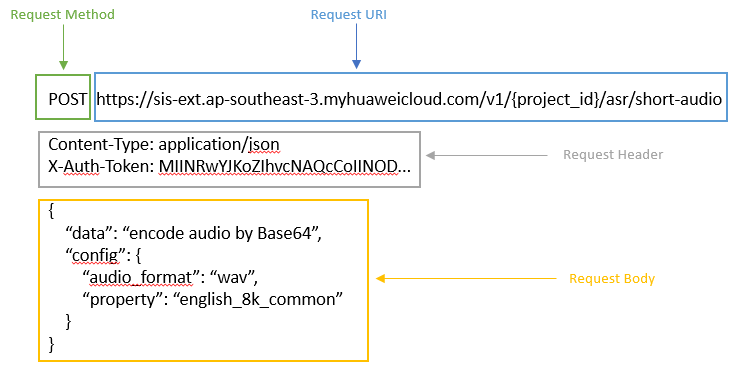 Request Method
Request URI
POST https://sis-ext.ap-southeast-3.myhuaweicloud.com/v1/{project_id}/asr/short-audio
Content-Type: application/json
X-Auth-Token: MIINRwYJKoZIhvcNAQcCoIINOD...
Request Header
{
“data”: “encode audio by Base64”,
“config”: {
“audio_format”: “wav”,
“property”: “english_8k_common”
}
}
Request Body